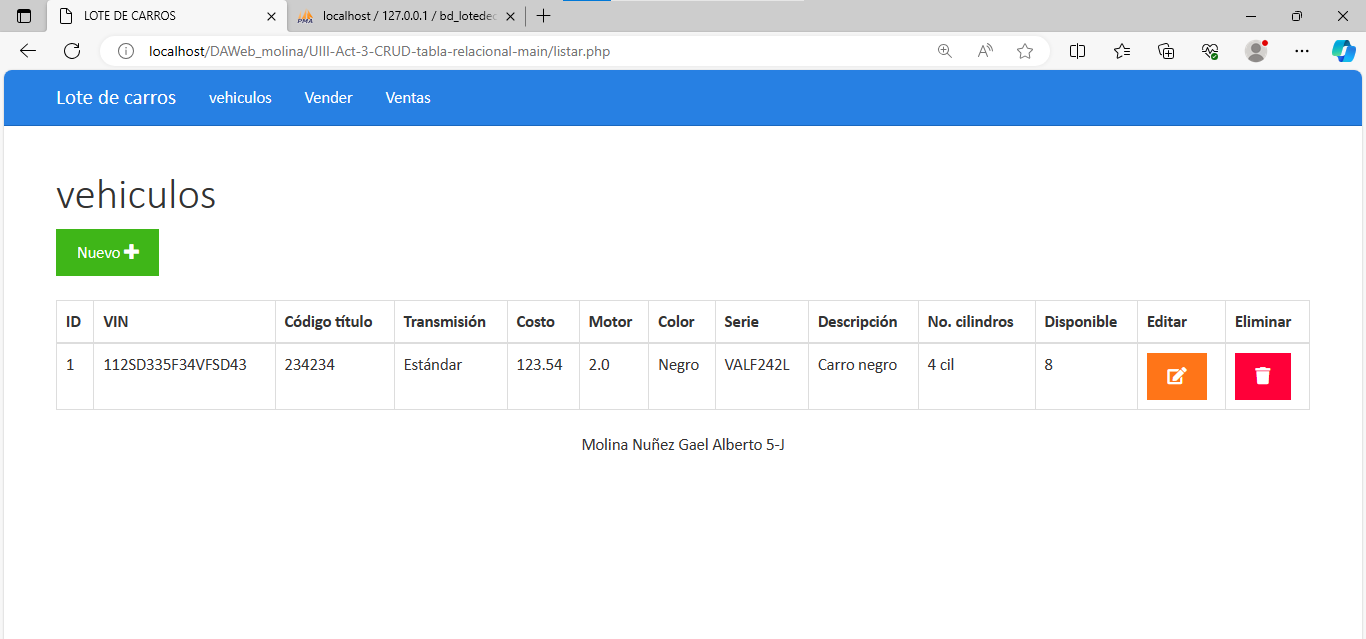 LOTE DE CARROS
localhost / 127.0.0.1 / bd_lotedec
localhost/DAWeb_molina/UIII-Act-3-CRUD-tabla-relacional-main/listar.php
Lote de carros vehiculos Vender Ventas
vehiculos
Nuevo
ID VIN Código título Transmisión Costo Motor Color Serie Descripción No. cilindros Disponible Editar Eliminar
1 112SD335F34VFSD43 234234 Estándar 123.54 2.0 Negro VALF242L Carro negro 4 cil 8
Molina Nuñez Gael Alberto 5-J